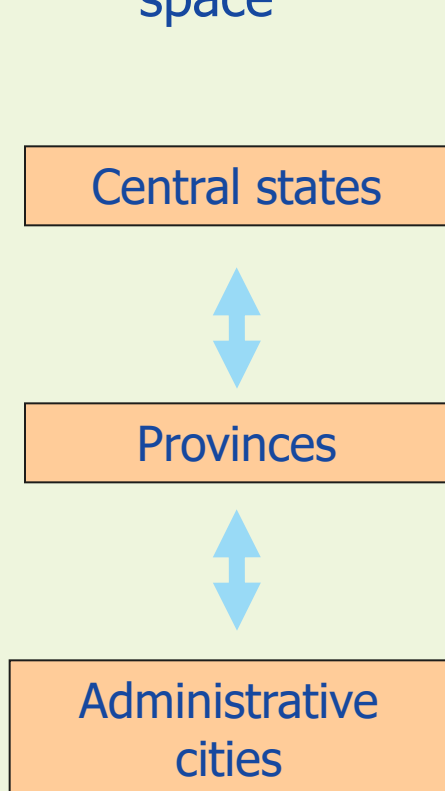 space
Central states
Provinces
Administrative
cities